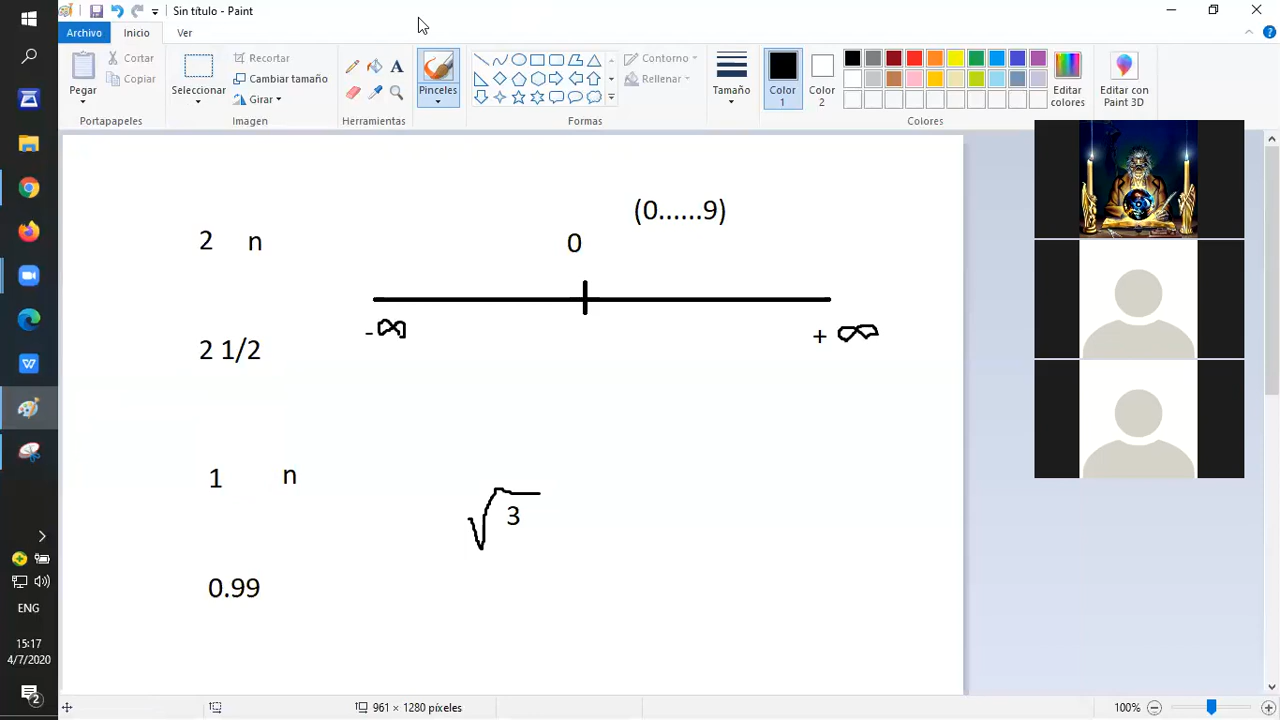 Sin título - Paint
Archivo Inicio Ver
Pegar
Cortar
Copiar
Portapapeles
Seleccionar
Recortar
Cambiar tamaño
Girar
Imagen
A
Herramientas
Pinceles
Contorno
Rellenar
Formas
Tamaño
Color 1
Color 2
Editar colores
Editar con Paint 3D
Colores
(0......9)
2 n
0
-∞
+ ∞
2 1/2
1 n
√3
0.99
ENG
15:17
4/7/2020
2
961 × 1280 píxeles
100%